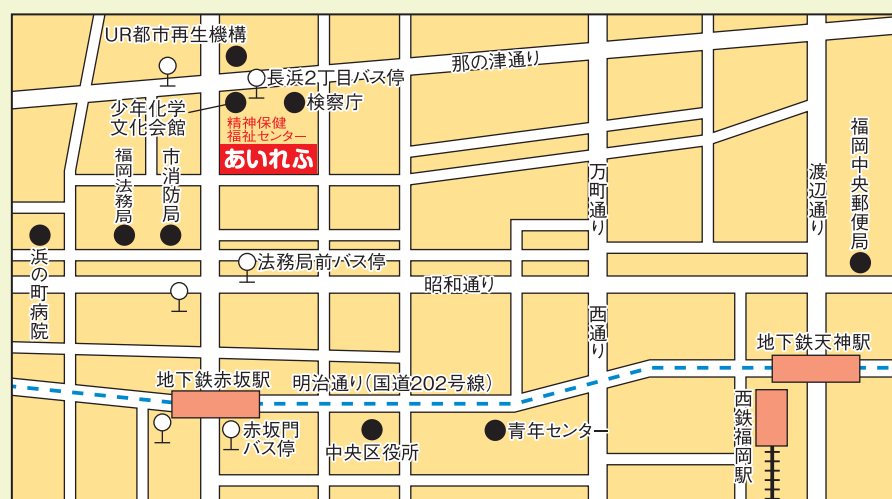 UR都市再生機構
那の津通り
長浜2丁目バス停
少年化学
文化会館
検察庁
精神保健
福祉センター
あいれふ
福岡法務局
市消防局
万町通り
渡辺通り
福岡中央郵便局
浜の町病院
法務局前バス停
昭和通り
西通り
地下鉄天神駅
地下鉄赤坂駅
明治通り(国道202号線)
西鉄福岡駅
赤坂門
バス停
中央区役所
青年センター